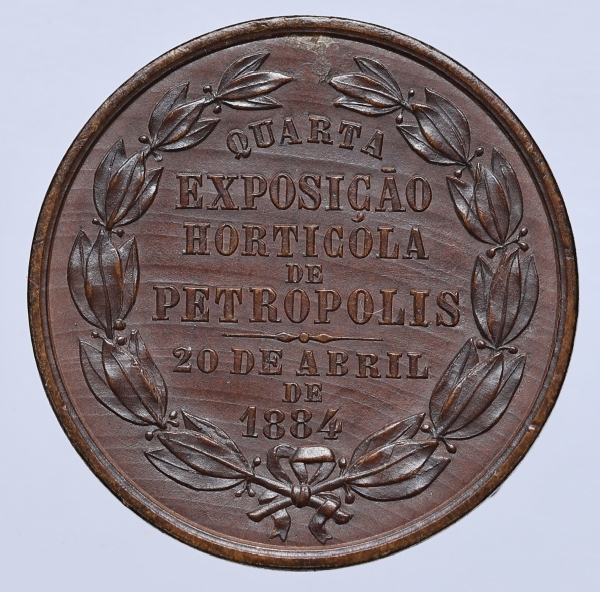 QUARTA
EXPOSIÇÃO
HORTICÓLA
DE
PETROPOLIS
20 DE ABRIL
DE
1884